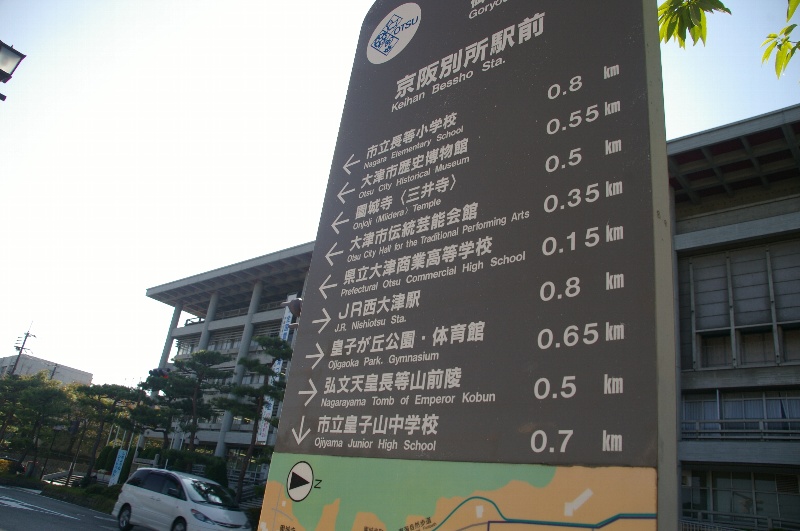 OTSU
Goryo
京阪別所駅前
Keihan Bessho Sta.
← 市立長等小学校 0.8 km
Nagara Elementary School
← 大津市歴史博物館 0.55 km
Otsu City Historical Museum
← 園城寺〈三井寺〉 0.5 km
Onjoji (Miidera) Temple
← 大津市伝統芸能会館 0.35 km
Otsu City Hall for the Traditional Performing Arts
← 県立大津商業高等学校 0.15 km
Prefectural Otsu Commercial High School
→ JR西大津駅 0.8 km
J.R. Nishiotsu Sta.
→ 皇子が丘公園・体育館 0.65 km
Ojigaoka Park. Gymnasium
→ 弘文天皇長等山前陵 0.5 km
Nagarayama Tomb of Emperor Kobun
↓ 市立皇子山中学校 0.7 km
Ojiyama Junior High School
Z